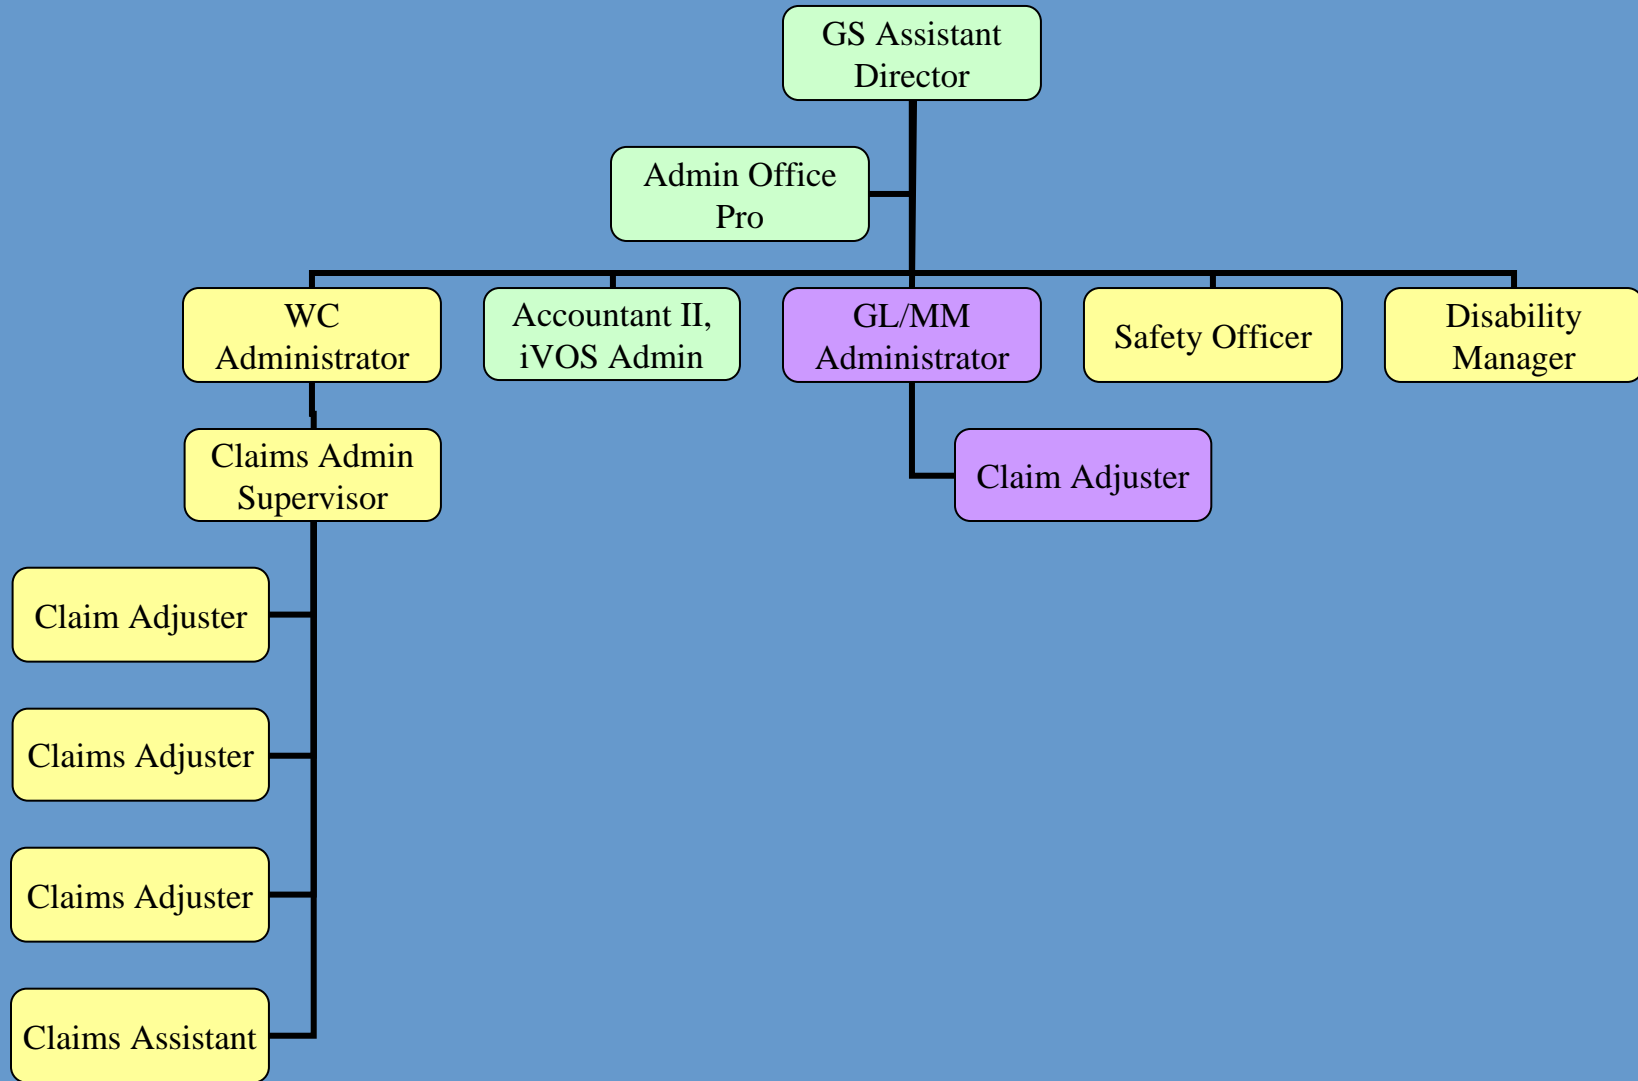 GS Assistant
Director
Admin Office
Pro
WC
Administrator
Accountant II,
iVOS Admin
GL/MM
Administrator
Safety Officer
Disability
Manager
Claims Admin
Supervisor
Claim Adjuster
Claim Adjuster
Claims Adjuster
Claims Adjuster
Claims Assistant